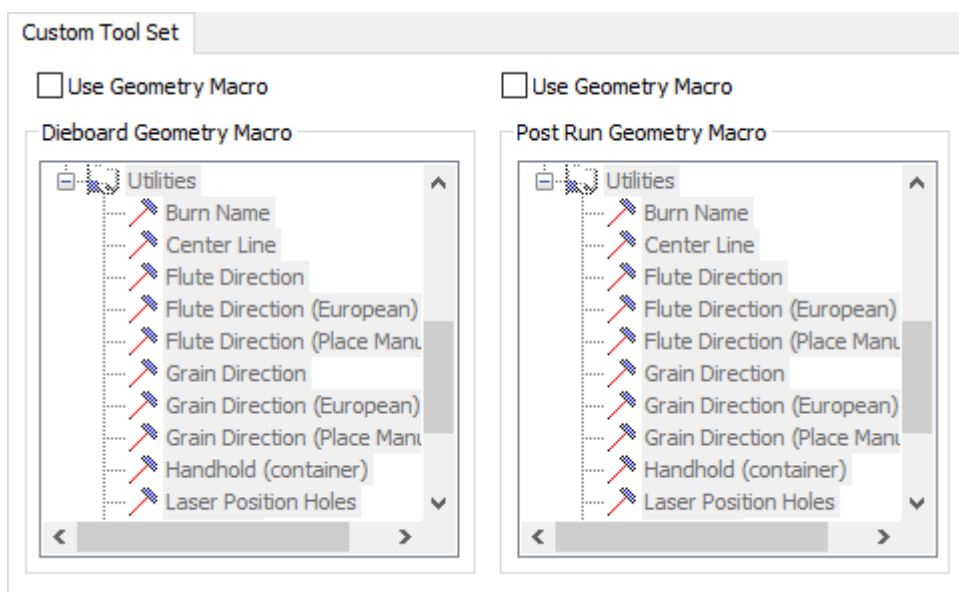 Custom Tool Set
Use Geometry Macro
Use Geometry Macro
Dieboard Geometry Macro
Post Run Geometry Macro
Utilities
Burn Name
Center Line
Flute Direction
Flute Direction (European)
Flute Direction (Place Manu
Grain Direction
Grain Direction (European)
Grain Direction (Place Manu
Handhold (container)
Laser Position Holes
Utilities
Burn Name
Center Line
Flute Direction
Flute Direction (European)
Flute Direction (Place Manu
Grain Direction
Grain Direction (European)
Grain Direction (Place Manu
Handhold (container)
Laser Position Holes